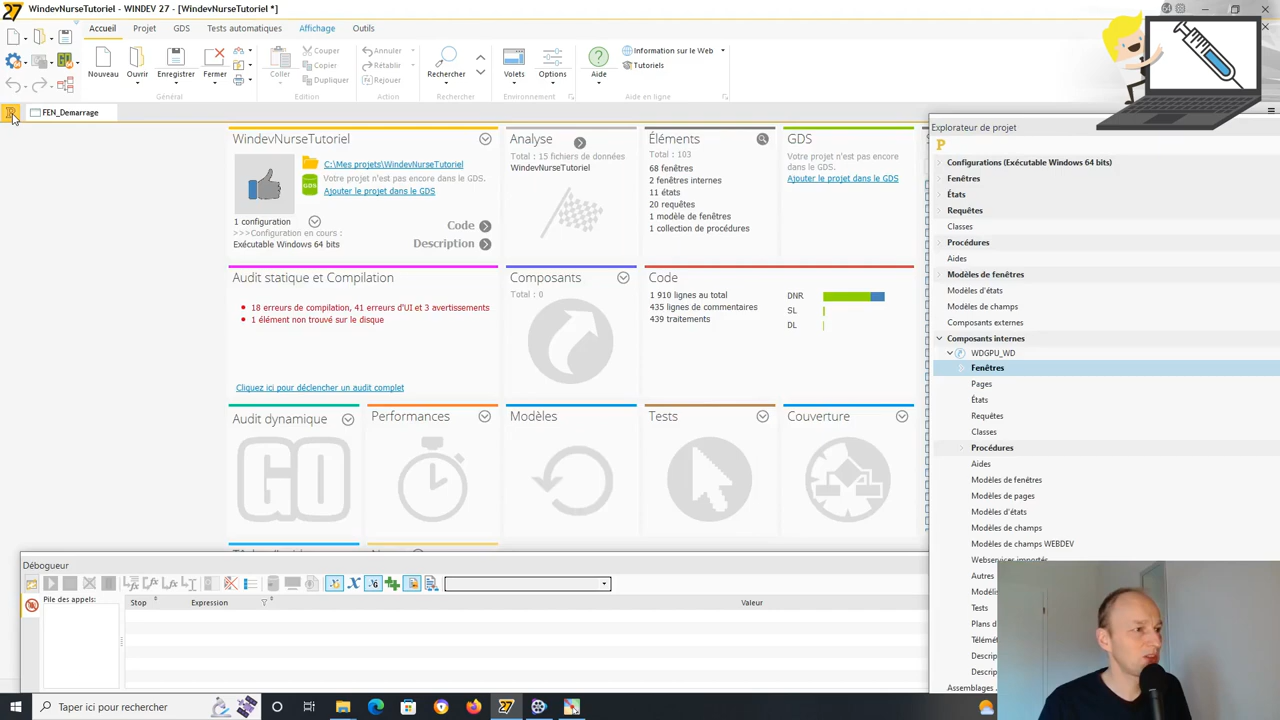 27
WindevNurseTutoriel - WINDEV 27 - [WindevNurseTutoriel *]
Accueil
Projet
GDS
Tests automatiques
Affichage
Outils
Nouveau
Ouvrir
Enregistrer
Fermer
Général
Coller
Couper
Copier
Dupliquer
Edition
Annuler
Rétablir
Rejouer
Rechercher
Rechercher
Volets
Options
Environnement
Aide
Information sur le Web
Tutoriels
Aide en ligne
FEN_Demarrage
WindevNurseTutoriel
C:\Mes projets\WindevNurseTutoriel
Votre projet n'est pas encore
dans le GDS.
Ajouter le projet dans le GDS
GDS
1 configuration
>>>Configuration en cours :
Exécutable Windows 64 bits
Code
Description
Analyse
Total : 15 fichiers de données
WindevNurseTutoriel
Éléments
Total : 103
68 fenêtres
2 fenêtres internes
11 états
20 requêtes
1 modèle de fenêtres
1 collection de procédures
GDS
Votre projet n'est pas encore
dans le GDS.
Ajouter le projet dans le GDS
Audit statique et Compilation
18 erreurs de compilation, 41 erreurs d'UI et 3 avertissements
1 élément non trouvé sur le disque
Cliquez ici pour déclencher un audit complet
Composants
Total : 0
Code
1 910 lignes au total
435 lignes de commentaires
439 traitements
DNR
SL
DL
Audit dynamique
GO
Performances
Modèles
Tests
Couverture
Débogueur
Pile des appels:
Stop
Expression
Valeur
Explorateur de projet
P
Configurations (Exécutable Windows 64 bits)
Fenêtres
États
Requêtes
Classes
Procédures
Aides
Modèles de fenêtres
Modèles d'états
Modèles de champs
Composants externes
Composants internes
WDGPU_WD
Fenêtres
Pages
États
Requêtes
Classes
Procédures
Aides
Modèles de fenêtres
Modèles de pages
Modèles d'états
Modèles de champs
Modèles de champs WEBDEV
Webservices importés
Autres
Tests
Plans d
Descrip
Descrip
Assemblages
Taper ici pour rechercher
27